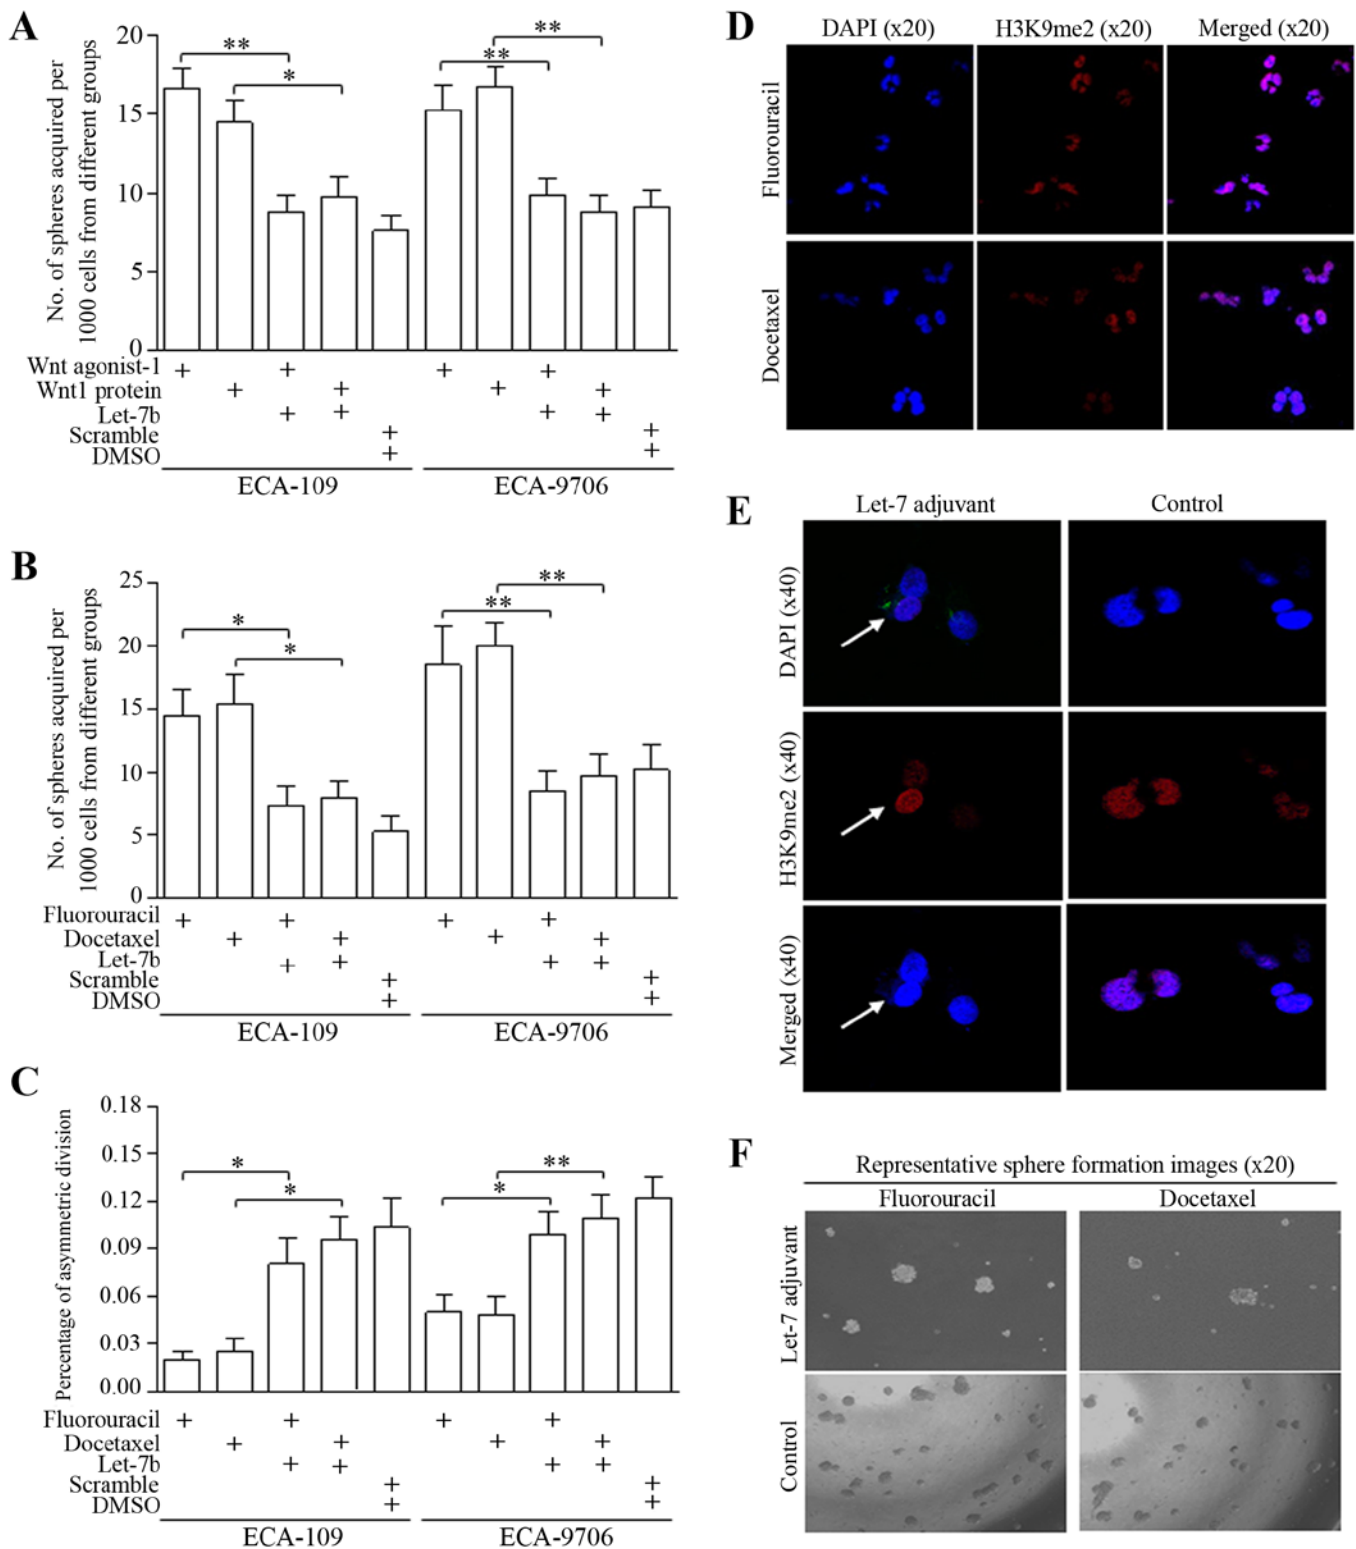 A
No. of spheres acquired per
1000 cells from different groups
20
15
10
5
0
**
*
**
**
Wnt agonist-1 + + + +
Wnt1 protein + + + +
Let-7b + + + +
Scramble + +
DMSO + +
ECA-109 ECA-9706
B
No. of spheres acquired per
1000 cells from different groups
25
20
15
10
5
0
*
*
**
**
Fluorouracil + + + +
Docetaxel + + + +
Let-7b + + + +
Scramble + +
DMSO + +
ECA-109 ECA-9706
C
Percentage of asymmetric division
0.18
0.15
0.12
0.09
0.06
0.03
0.00
*
*
*
**
Fluorouracil + + + +
Docetaxel + + + +
Let-7b + + + +
Scramble + +
DMSO + +
ECA-109 ECA-9706
D
DAPI (x20) H3K9me2 (x20) Merged (x20)
Fluorouracil
Docetaxel
E
Let-7 adjuvant Control
DAPI (x40)
H3K9me2 (x40)
Merged (x40)
F
Representative sphere formation images (x20)
Fluorouracil Docetaxel
Let-7 adjuvant
Control